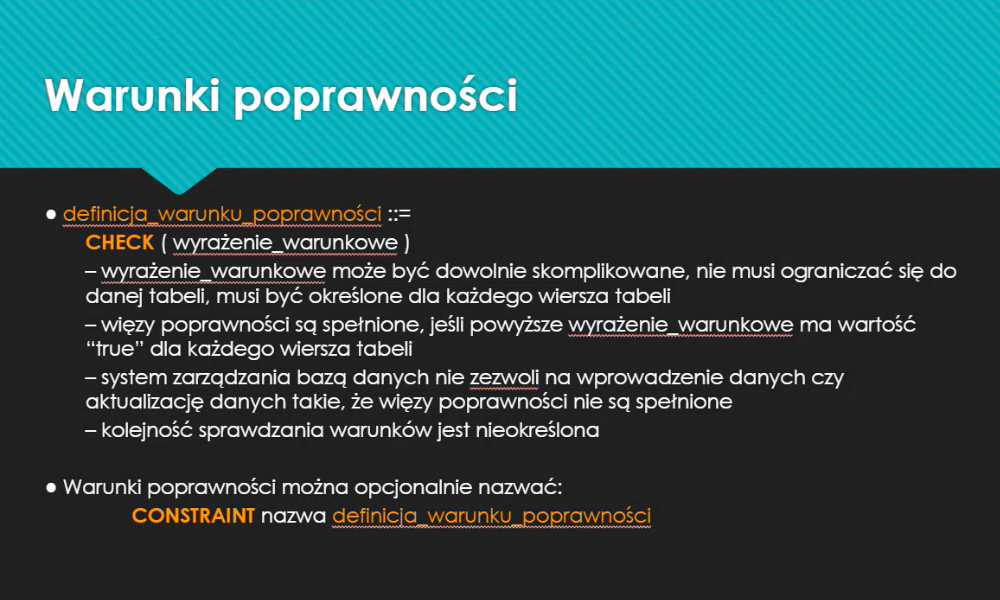 Warunki poprawności
● definicja_warunku_poprawności ::=
CHECK ( wyrażenie_warunkowe )
– wyrażenie_warunkowe może być dowolnie skomplikowane, nie musi ograniczać się do
danej tabeli, musi być określone dla każdego wiersza tabeli
– więzy poprawności są spełnione, jeśli powyższe wyrażenie_warunkowe ma wartość
“true” dla każdego wiersza tabeli
– system zarządzania bazą danych nie zezwoli na wprowadzenie danych czy
aktualizację danych takie, że więzy poprawności nie są spełnione
– kolejność sprawdzania warunków jest nieokreślona
● Warunki poprawności można opcjonalnie nazwać:
CONSTRAINT nazwa definicja_warunku_poprawności